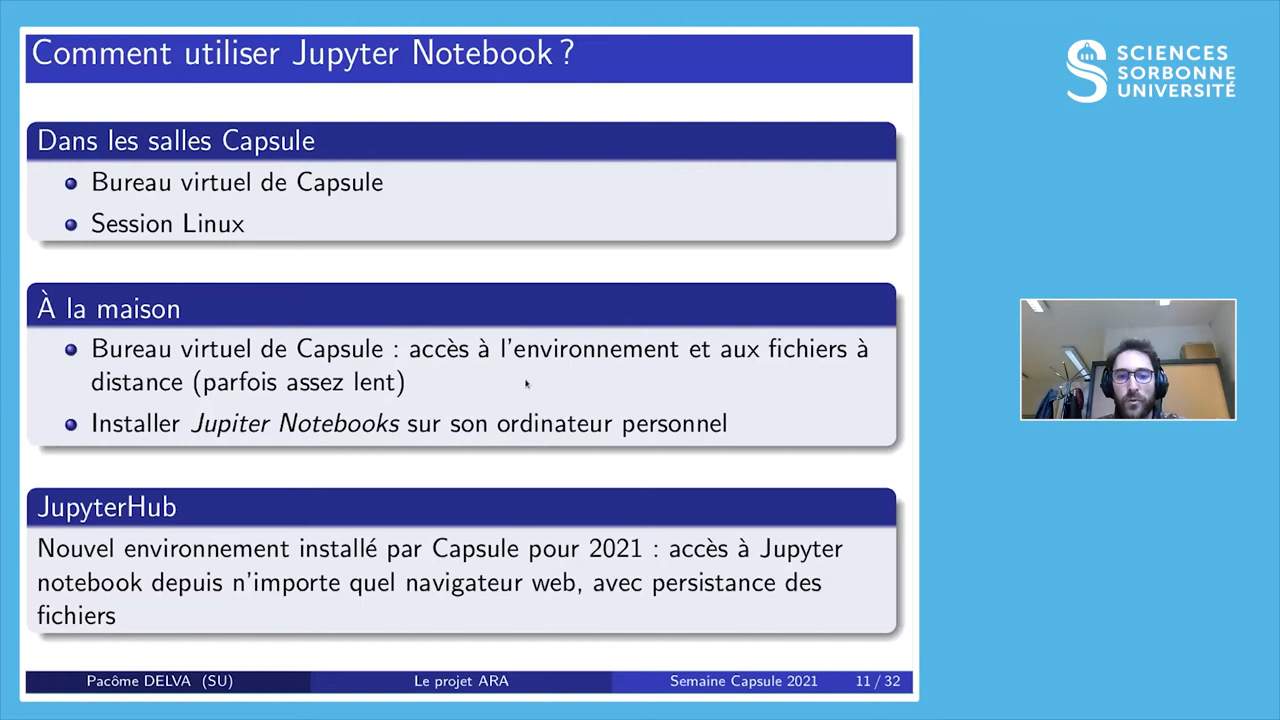 Comment utiliser Jupyter Notebook ?
SCIENCES
SORBONNE
UNIVERSITÉ
Dans les salles Capsule
Bureau virtuel de Capsule
Session Linux
À la maison
Bureau virtuel de Capsule : accès à l'environnement et aux fichiers à
distance (parfois assez lent)
Installer Jupiter Notebooks sur son ordinateur personnel
JupyterHub
Nouvel environnement installé par Capsule pour 2021 : accès à Jupyter
notebook depuis n'importe quel navigateur web, avec persistance des
fichiers
Pacôme DELVA (SU) Le projet ARA Semaine Capsule 2021 11 / 32